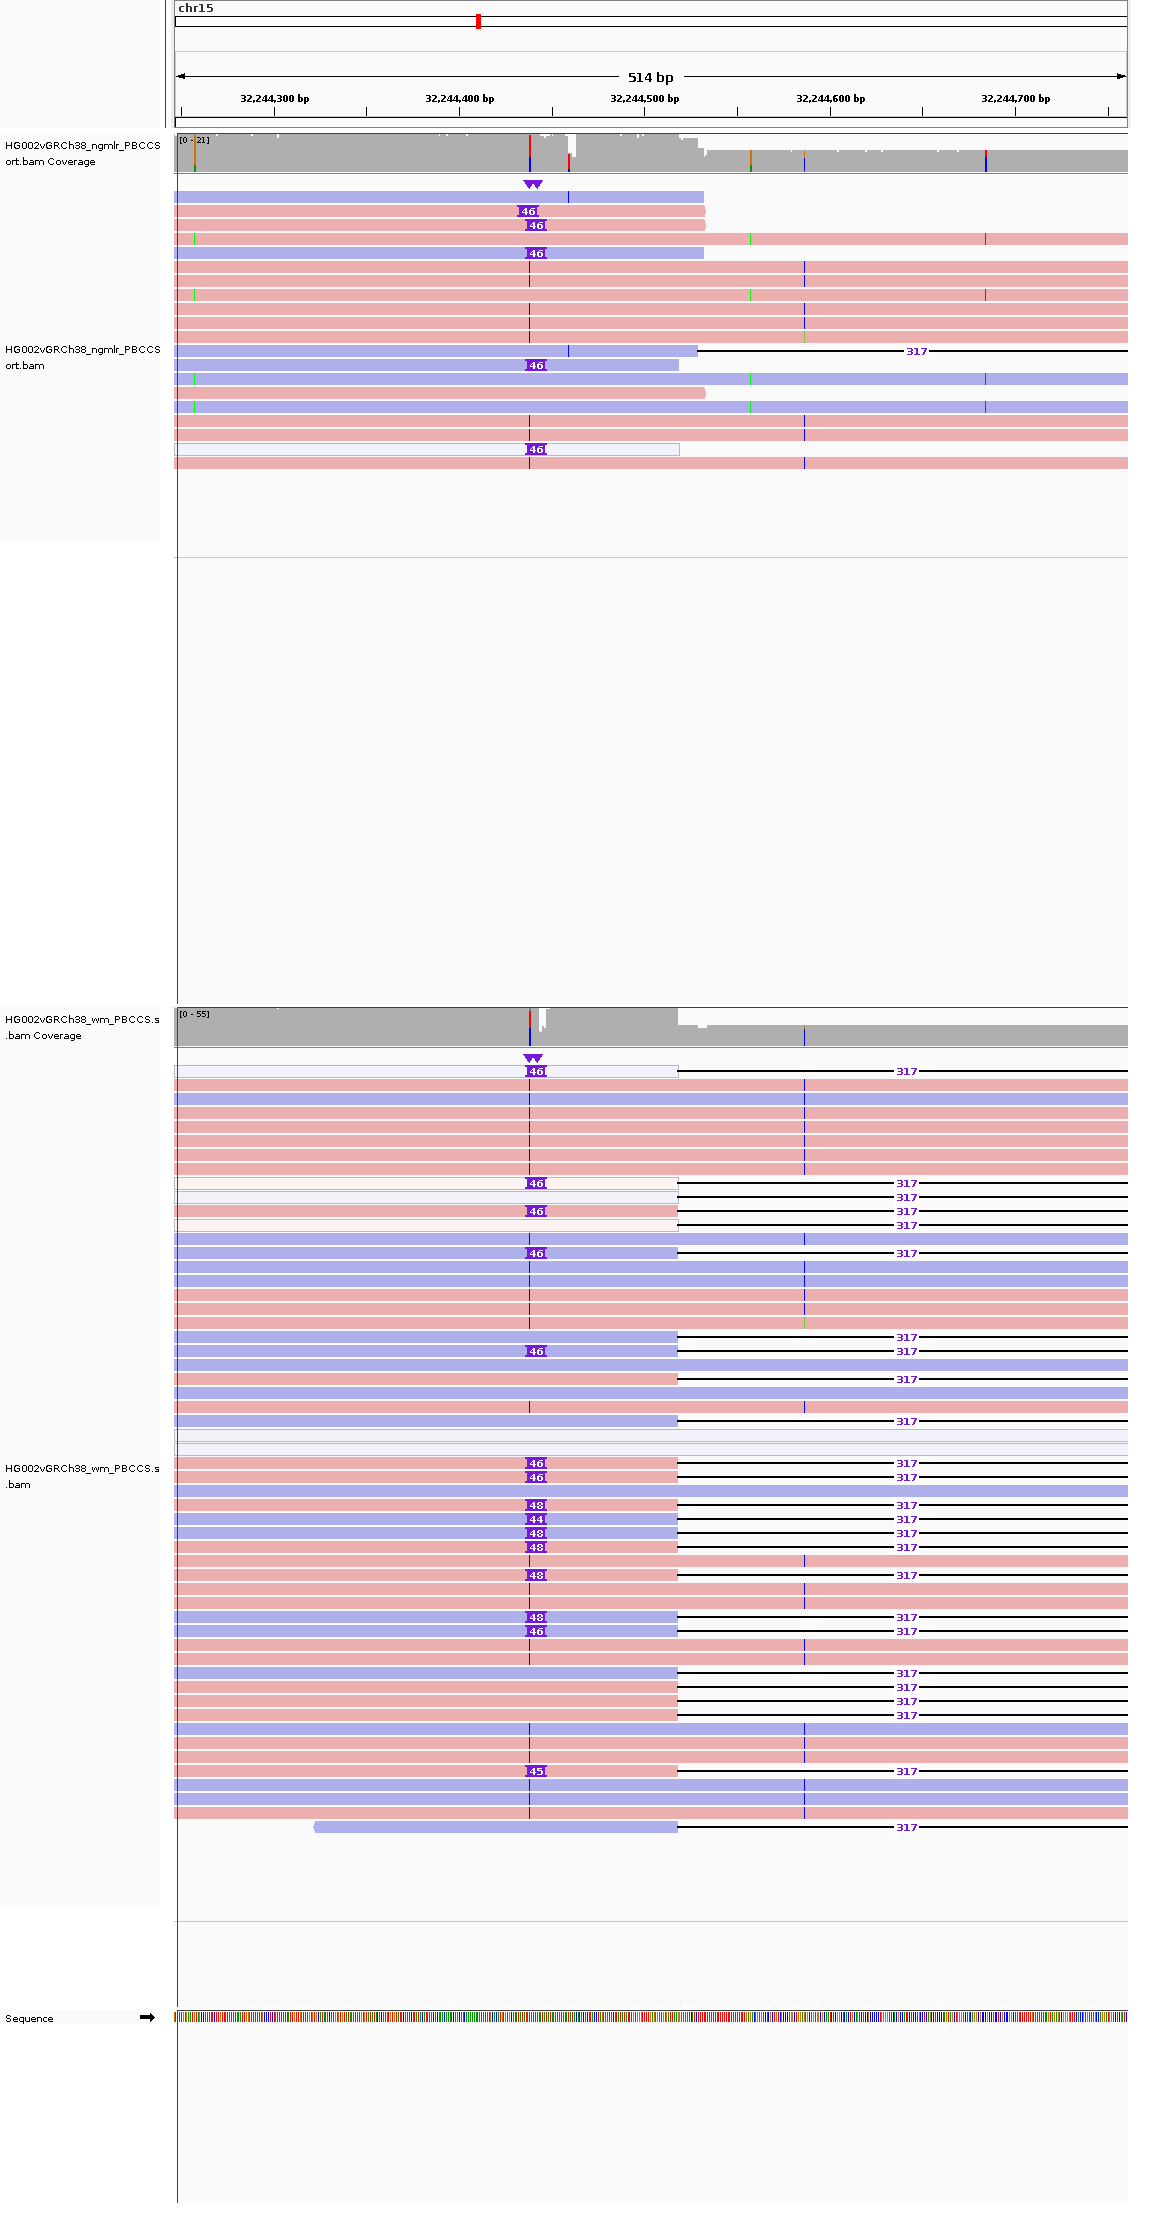 chr15
514 bp
32,244,300 bp 32,244,400 bp 32,244,500 bp 32,244,600 bp 32,244,700 bp
HG002vGRCh38_ngmlr_PBCCS
ort.bam Coverage
[0 - 21]
46
46
46
HG002vGRCh38_ngmlr_PBCCS
ort.bam
317
46
46
HG002vGRCh38_wm_PBCCS.s
.bam Coverage
[0 - 55]
46 317
46 317
317
46 317
317
46 317
317
46 317
317
317
HG002vGRCh38_wm_PBCCS.s
.bam
46 317
46 317
48 317
44 317
48 317
48 317
48 317
48 317
46 317
317
317
317
317
45 317
317
Sequence